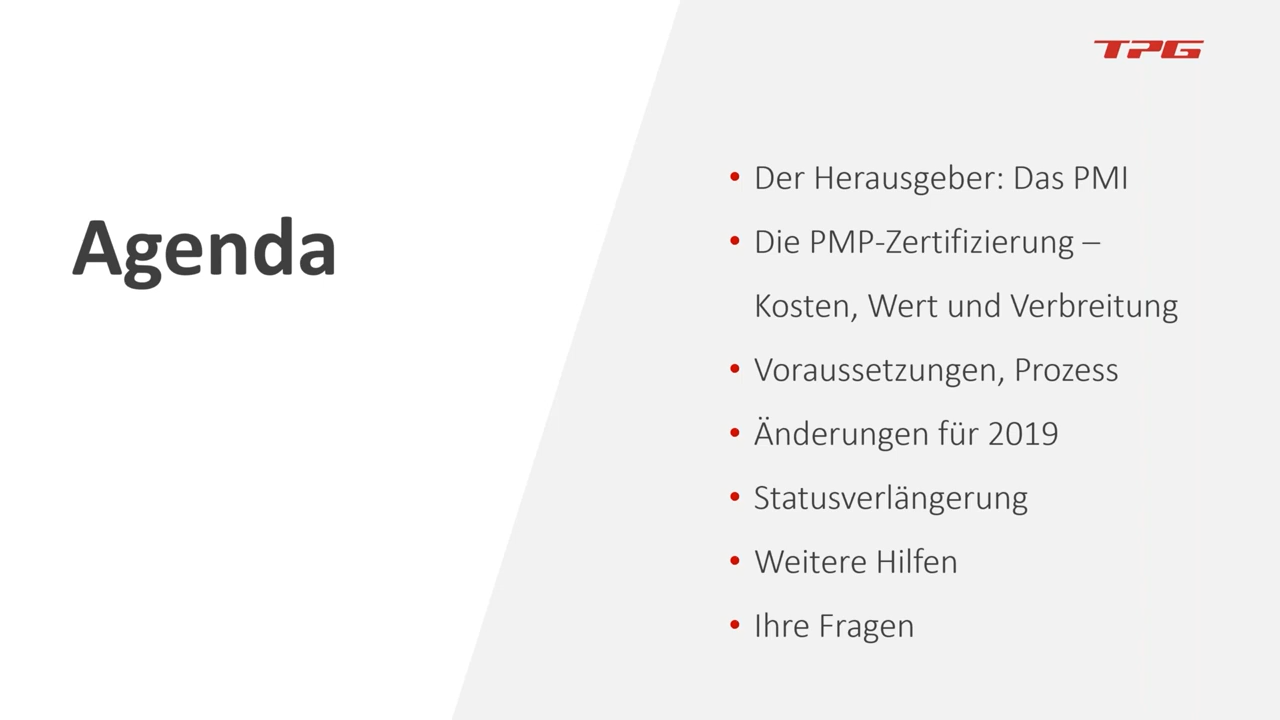 TPG
Agenda
• Der Herausgeber: Das PMI
• Die PMP-Zertifizierung –
Kosten, Wert und Verbreitung
• Voraussetzungen, Prozess
• Änderungen für 2019
• Statusverlängerung
• Weitere Hilfen
• Ihre Fragen